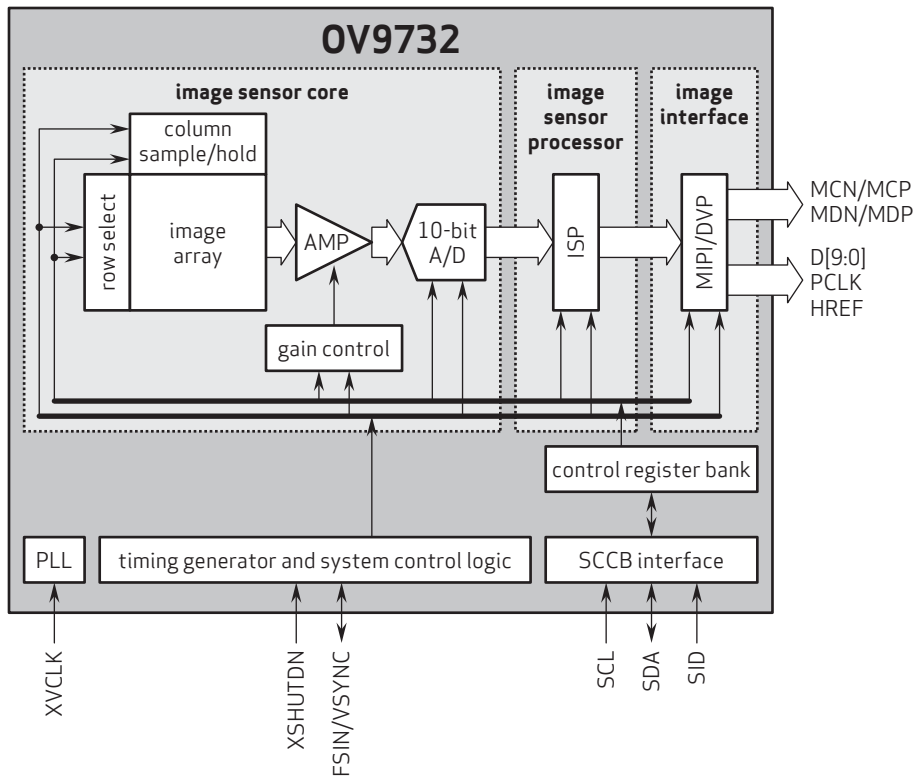 OV9732
image sensor core
image
sensor
processor
image
interface
column
sample/hold
row select
image
array
AMP
10-bit
A/D
ISP
MIPI/DVP
MCN/MCP
MDN/MDP
D[9:0]
PCLK
HREF
gain control
control register bank
PLL
timing generator and system control logic
SCCB interface
XVCLK
XSHUTDN
FSIN/VSYNC
SCL
SDA
SID